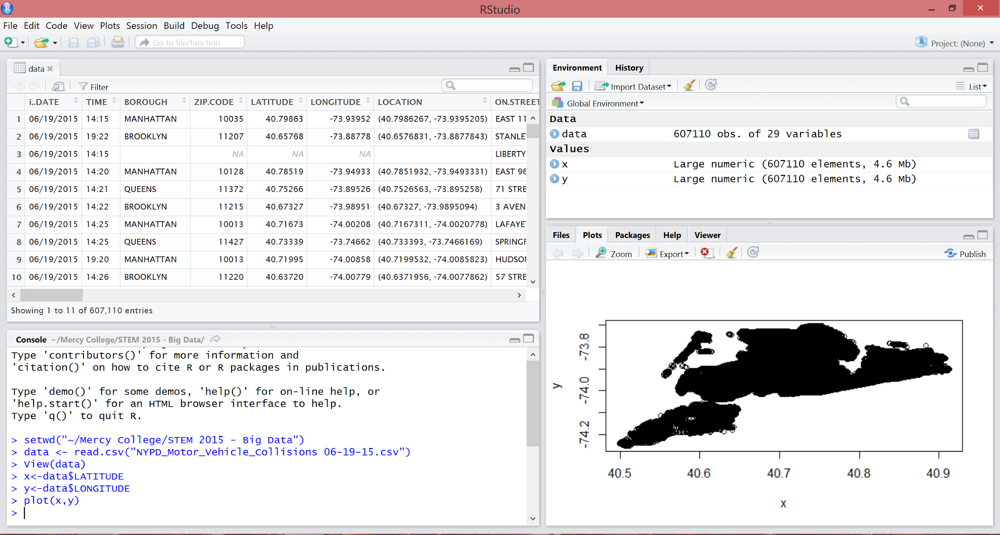 RStudio
File Edit Code View Plots Session Build Debug Tools Help
Go to file/function
Project: (None)
data
Filter
ï..DATE TIME BOROUGH ZIP.CODE LATITUDE LONGITUDE LOCATION ON.STREET
1 06/19/2015 14:15 MANHATTAN 10035 40.79863 -73.93952 (40.7986267, -73.9395205) EAST 11
2 06/19/2015 19:22 BROOKLYN 11207 40.65768 -73.88778 (40.6576831, -73.8877843) STANLE
3 06/19/2015 14:15 NA NA NA LIBERTY
4 06/19/2015 14:20 MANHATTAN 10128 40.78519 -73.94933 (40.7851932, -73.9493331) EAST 96
5 06/19/2015 14:21 QUEENS 11372 40.75266 -73.89526 (40.7526563, -73.895258) 71 STRE
6 06/19/2015 14:22 BROOKLYN 11215 40.67327 -73.98951 (40.67327, -73.9895094) 3 AVEN
7 06/19/2015 14:25 MANHATTAN 10013 40.71673 -74.00208 (40.7167311, -74.0020778) LAFAYE
8 06/19/2015 14:25 QUEENS 11427 40.73339 -73.74662 (40.733393, -73.7466169) SPRINGF
9 06/19/2015 19:20 MANHATTAN 10013 40.71995 -74.00858 (40.7199532, -74.0085823) HUDSON
10 06/19/2015 14:26 BROOKLYN 11220 40.63720 -74.00779 (40.6371956, -74.0077862) 57 STRE
Showing 1 to 11 of 607,110 entries
Console ~/Mercy College/STEM 2015 - Big Data/
Type 'contributors()' for more information and
'citation()' on how to cite R or R packages in publications.
Type 'demo()' for some demos, 'help()' for on-line help, or
'help.start()' for an HTML browser interface to help.
Type 'q()' to quit R.
> setwd("~/Mercy College/STEM 2015 - Big Data")
> data <- read.csv("NYPD_Motor_Vehicle_Collisions 06-19-15.csv")
> View(data)
> x<-data$LATITUDE
> y<-data$LONGITUDE
> plot(x,y)
>
Environment History
Import Dataset List
Global Environment
Data
data 607110 obs. of 29 variables
Values
x Large numeric (607110 elements, 4.6 Mb)
y Large numeric (607110 elements, 4.6 Mb)
Files Plots Packages Help Viewer
Zoom Export Publish
y
-73.8
-74.0
-74.2
40.5 40.6 40.7 40.8 40.9
x